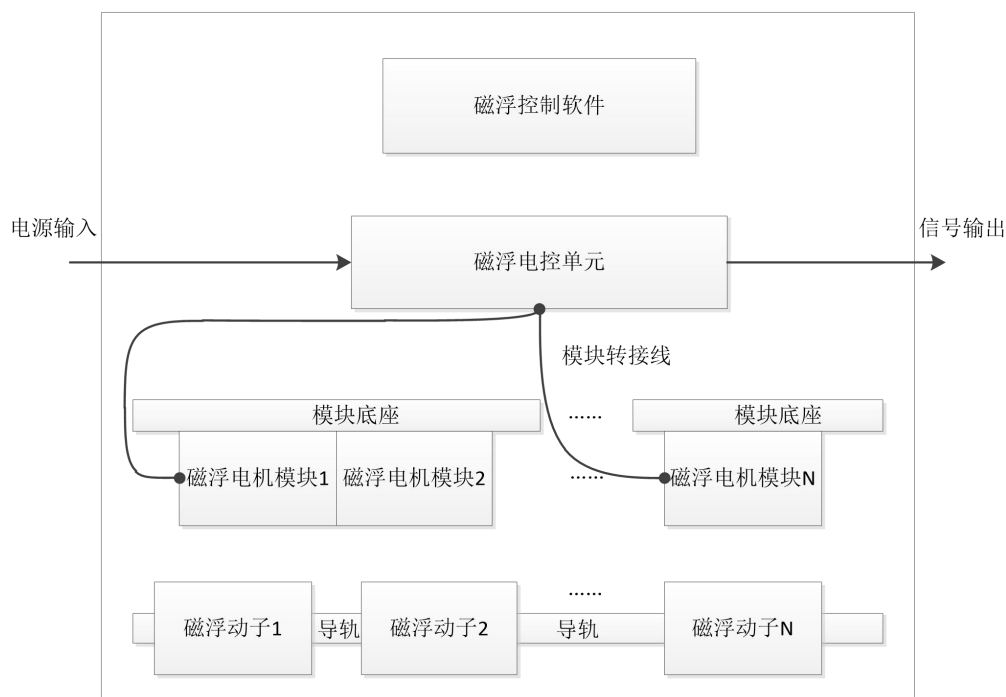 磁浮控制软件
电源输入
磁浮电控单元
信号输出
模块转接线
模块底座
……
模块底座
磁浮电机模块1
磁浮电机模块2
……
磁浮电机模块N
……
磁浮动子1
导轨
磁浮动子2
导轨
磁浮动子N